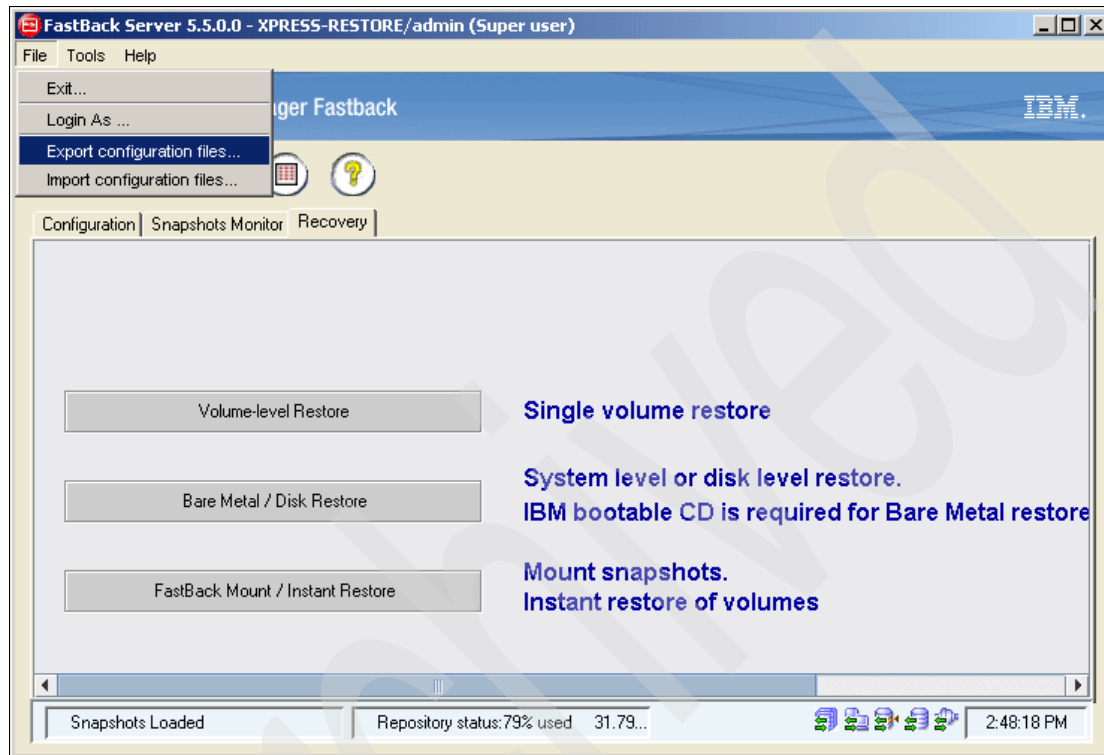 FastBack Server 5.5.0.0 - XPRESS-RESTORE/admin (Super user)
File Tools Help
Exit...
Login As ...
Export configuration files...
Import configuration files...
ger Fastback
IBM.
Configuration Snapshots Monitor Recovery
Volume-level Restore
Single volume restore
Bare Metal / Disk Restore
System level or disk level restore.
IBM bootable CD is required for Bare Metal restore
FastBack Mount / Instant Restore
Mount snapshots.
Instant restore of volumes
Snapshots Loaded
Repository status:79% used 31.79...
2:48:18 PM